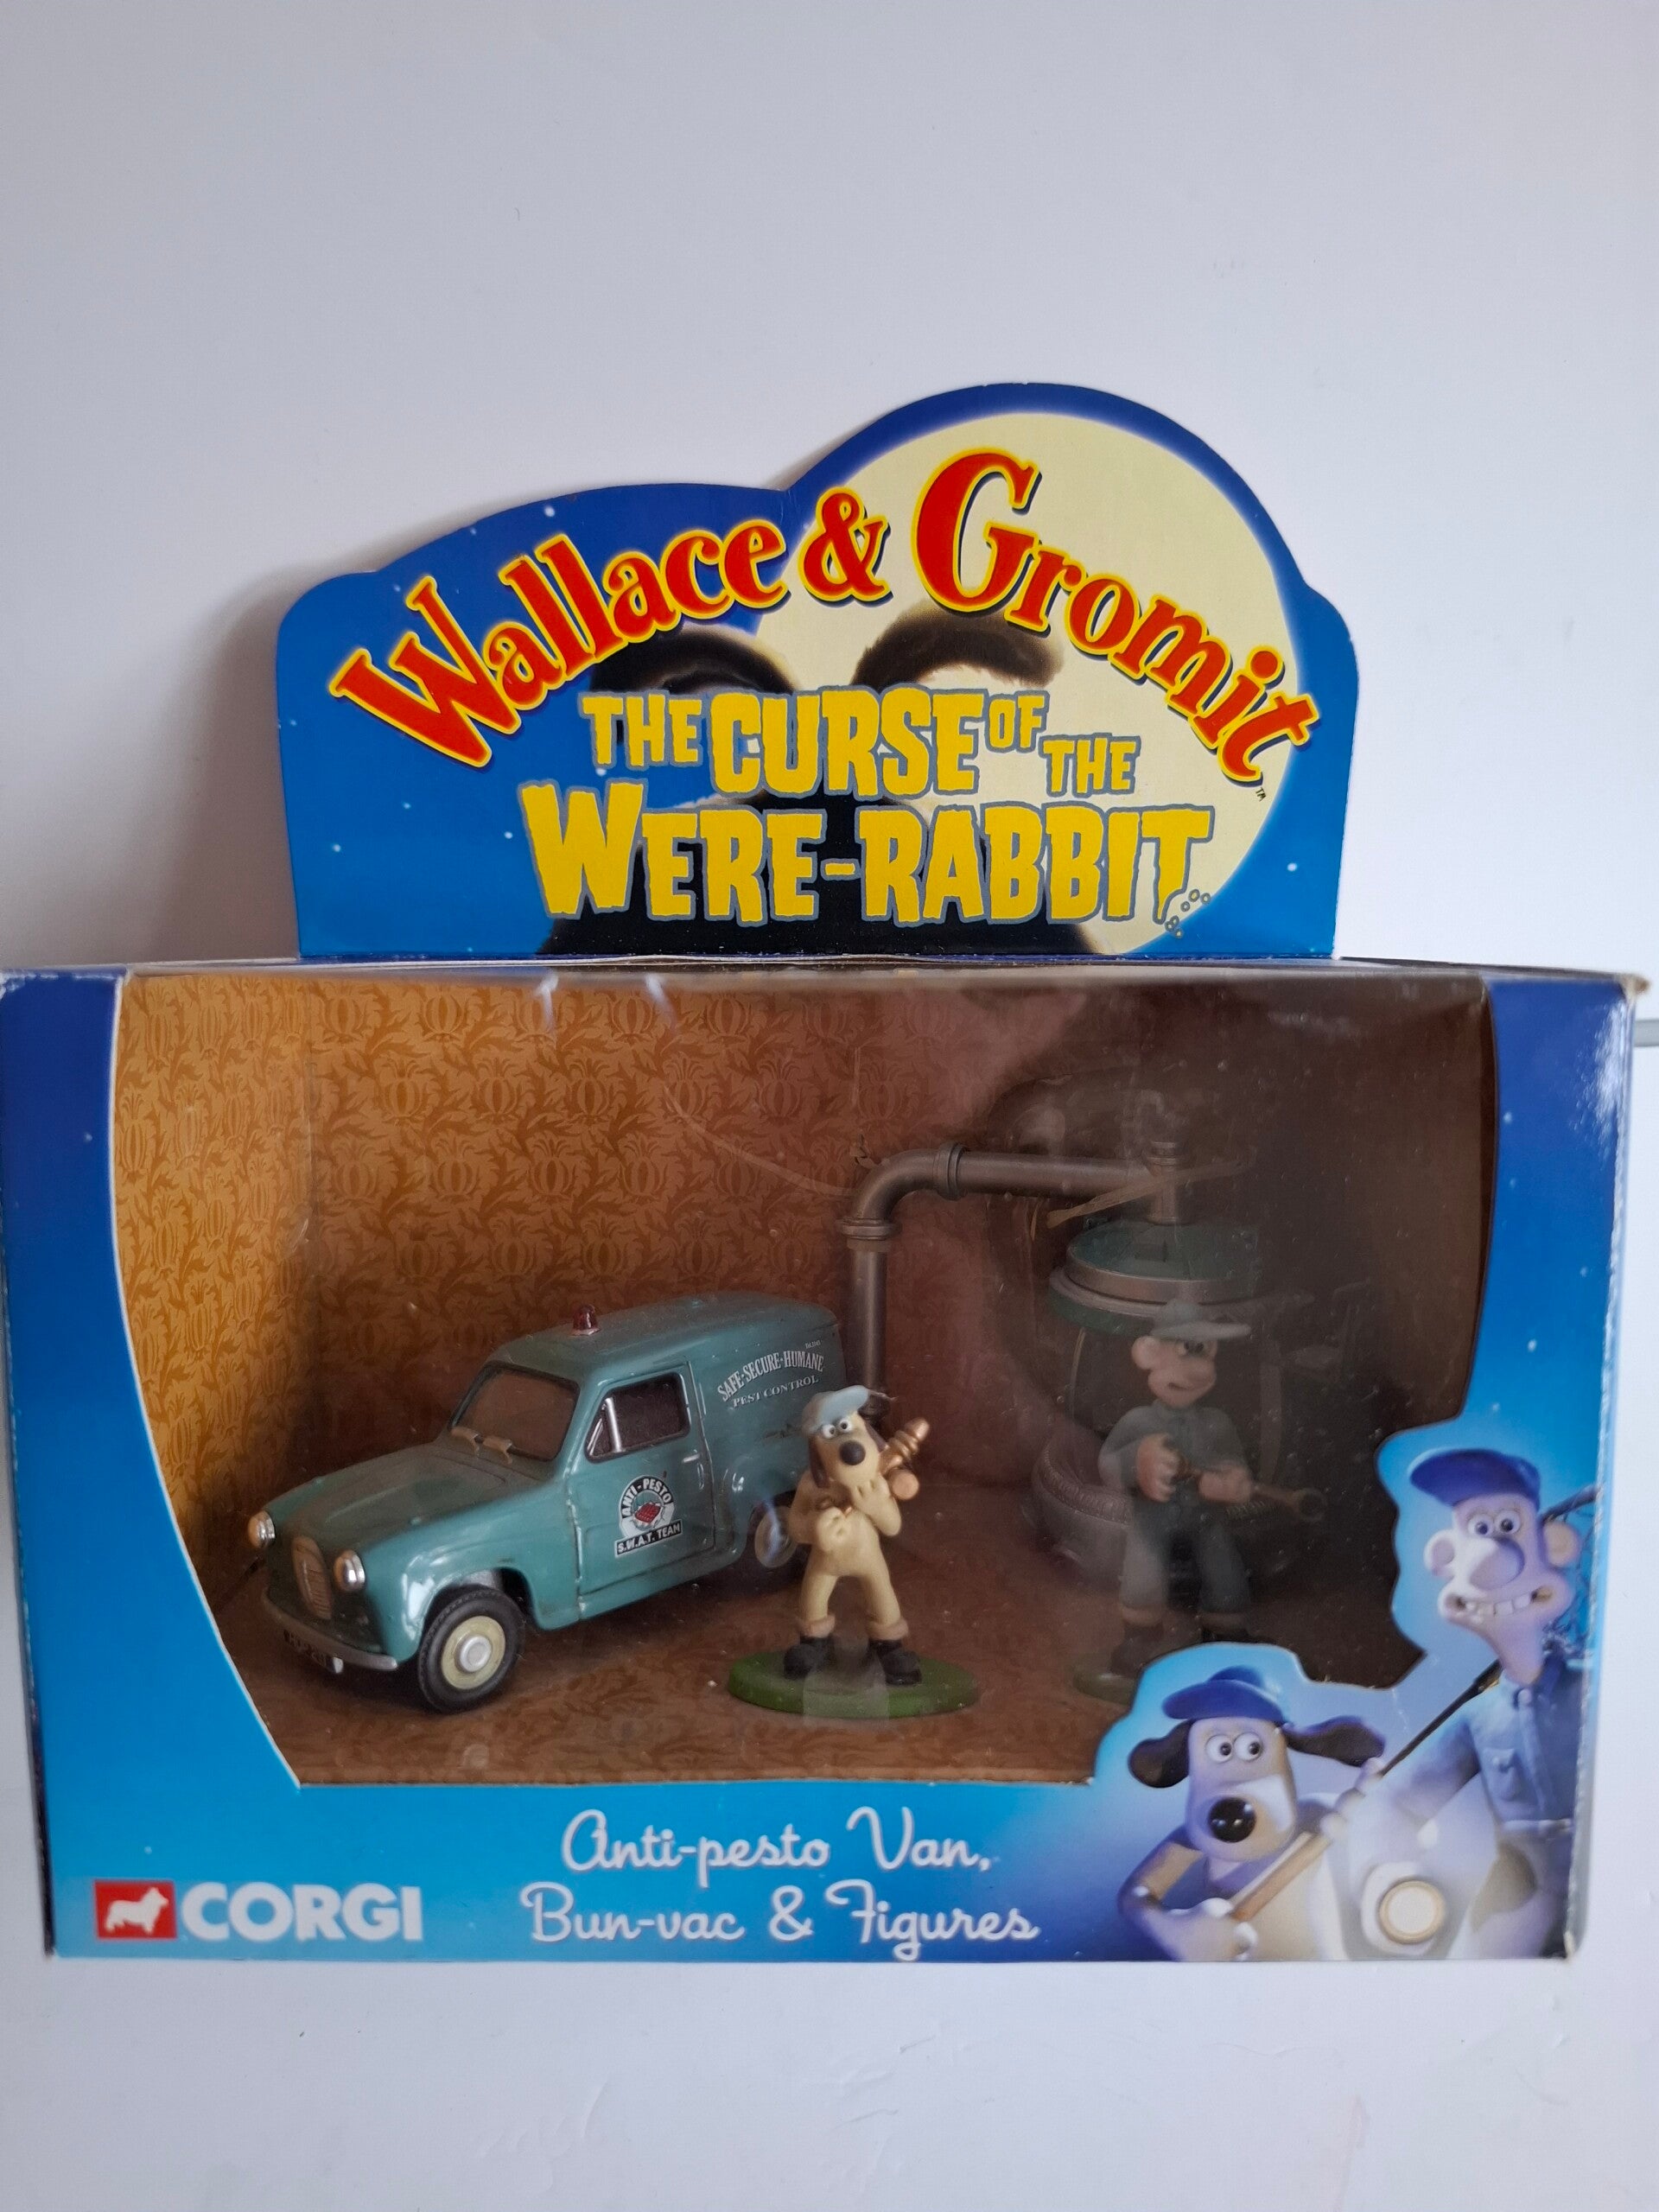 Wallace & Gromit
TM
THE CURSE OF THE
WERE-RABBIT
SAFE·SECURE·HUMANE
PEST CONTROL
ANTI-PESTO
S.W.A.T. TEAM
CORGI
Anti-pesto Van,
Bun-vac & Figures